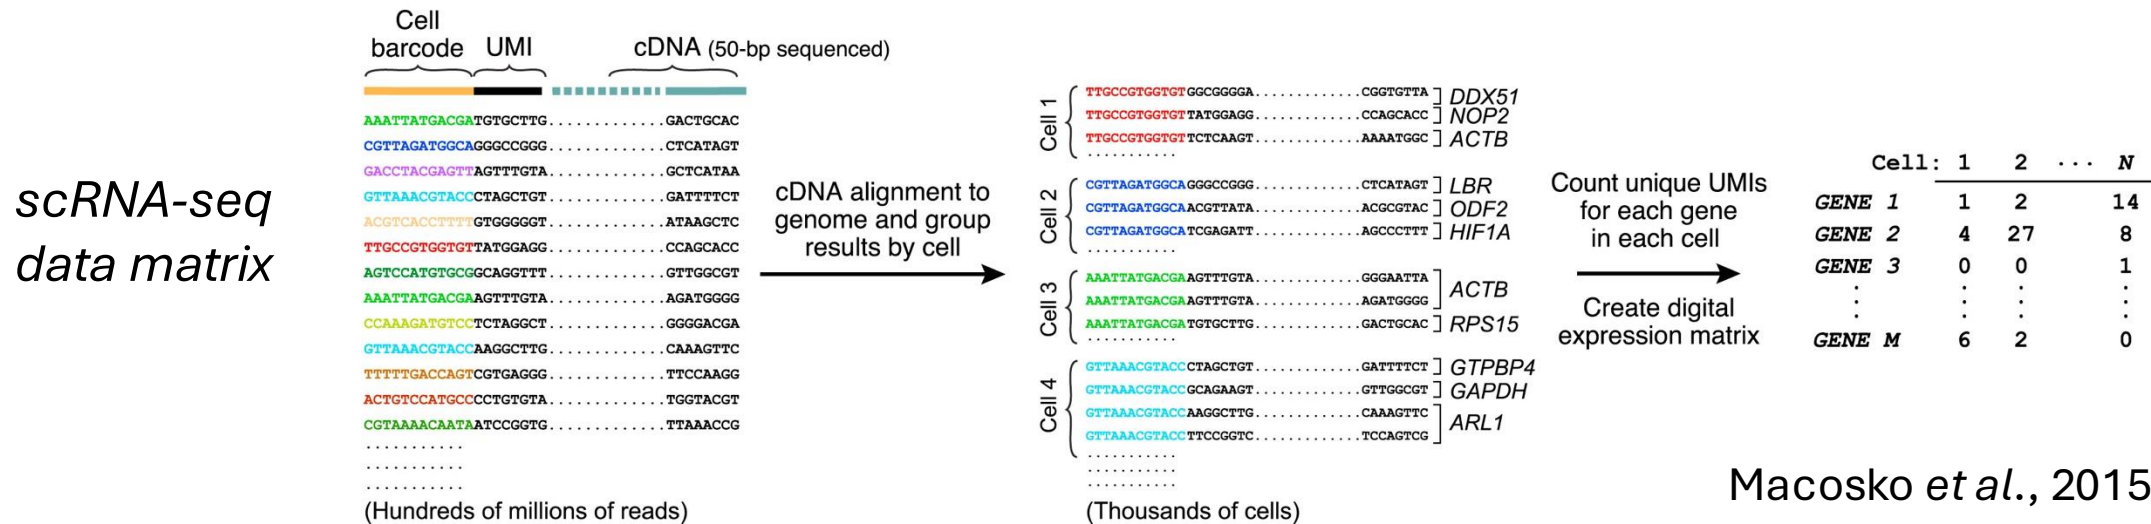 scRNA-seq
data matrix
Cell
barcode UMI cDNA (50-bp sequenced)
AAATTATGACGATGTGCTTG.............GACTGCAC
CGTTAGATGGCAGGGCCGGG.............CTCATAGT
GACCTACGAGTTAGTTTGTA.............GCTCATAA
GTTAAACGTACCCTAGCTGT.............GATTTTCT
ACGTCACCTTTTGTGGGGGT.............ATAAGCTC
TTGCCGTGGTGTTATGGAGG.............CCAGCACC
AGTCCATGTGCGGCAGGTTT.............GTTGGCGT
AAATTATGACGAAGTTTGTA.............AGATGGGG
CCAAAGATGTCCTCTAGGCT.............GGGGACGA
GTTAAACGTACCAAGGCTTG.............CAAAGTTC
TTTTTGACCAGTCGTGAGGG.............TTCCAAGG
ACTGTCCATGCCCCTGTGTA.............TGGTACGT
CGTAAAACAATAATCCGGTG.............TTAAACCG
...........
...........
...........
(Hundreds of millions of reads)
cDNA alignment to
genome and group
results by cell
Cell 1
TTGCCGTGGTGTGGCGGGGA.............CGGTGTTA DDX51
TTGCCGTGGTGTTATGGAGG.............CCAGCACC NOP2
TTGCCGTGGTGTTCTCAAGT.............AAAATGGC ACTB
...........
Cell 2
CGTTAGATGGCAGGGCCGGG.............CTCATAGT LBR
CGTTAGATGGCAACGTTATA.............ACGCGTAC ODF2
CGTTAGATGGCATCGAGATT.............AGCCCTTT HIF1A
...........
Cell 3
AAATTATGACGAAGTTTGTA.............GGGAATTA
AAATTATGACGAAGTTTGTA.............AGATGGGG
ACTB
AAATTATGACGATGTGCTTG.............GACTGCAC RPS15
...........
Cell 4
GTTAAACGTACCCTAGCTGT.............GATTTTCT GTPBP4
GTTAAACGTACCGCAGAAGT.............GTTGGCGT GAPDH
GTTAAACGTACCAAGGCTTG.............CAAAGTTC
GTTAAACGTACCTTCCGGTC.............TCCAGTCG
ARL1
...........
...........
...........
(Thousands of cells)
Count unique UMIs
for each gene
in each cell
Create digital
expression matrix
Cell: 1 2 ... N
GENE 1 1 2 14
GENE 2 4 27 8
GENE 3 0 0 1
. . . .
. . . .
GENE M 6 2 0
Macosko et al., 2015